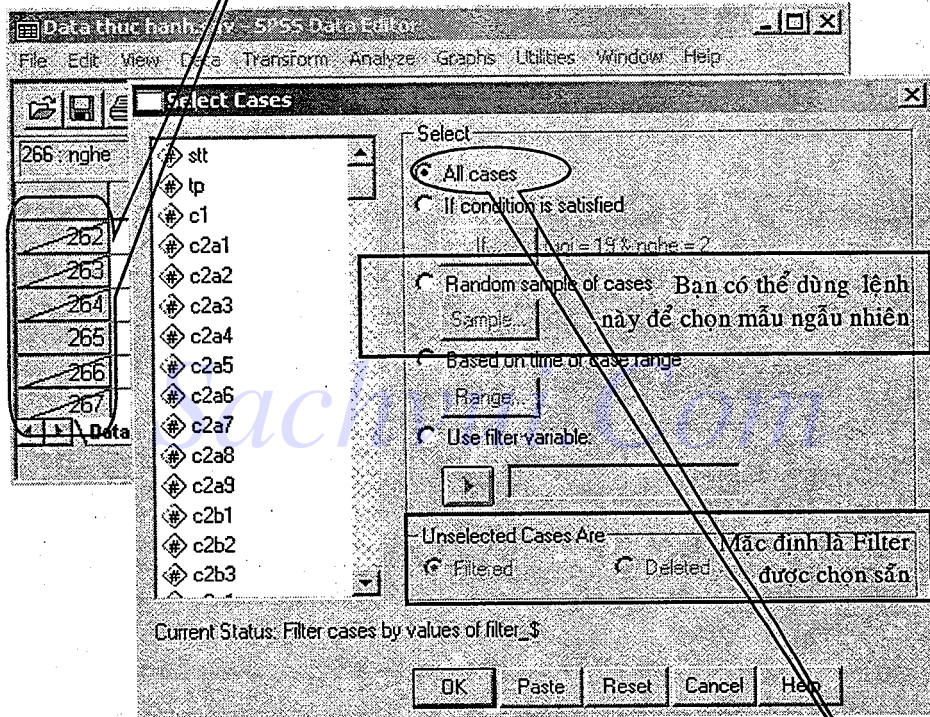 Data thuc hanh.sav - SPSS Data Editor
File Edit View Data Transform Analyze Graphs Utilities Window Help
Select Cases
266 : nghe
262
263
264
265
266
267
Data
stt
tp
c1
c2a1
c2a2
c2a3
c2a4
c2a5
c2a6
c2a7
c2a8
c2a9
c2b1
c2b2
c2b3
Select
All cases
If condition is satisfied
If... = 19 & nghe = 2
Random sample of cases
Sample...
Bạn có thể dùng lệnh
này để chọn mẫu ngẫu nhiên
Based on time or case range
Range...
Use filter variable:
Unselected Cases Are
Filtered Deleted
Mặc định là Filter
được chọn sẵn
Current Status: Filter cases by values of filter_$
OK Paste Reset Cancel Help
Sachvui.Com